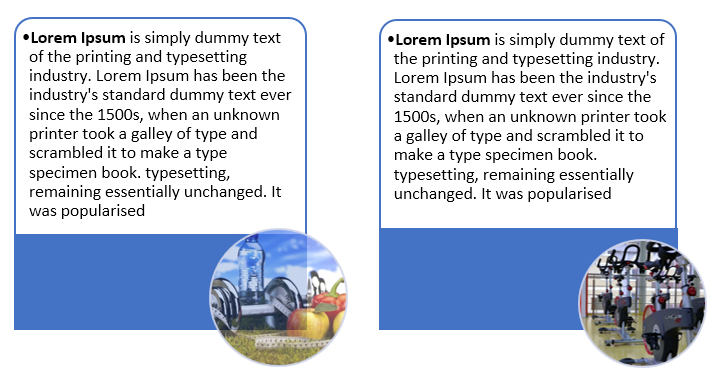 •Lorem Ipsum is simply dummy text
of the printing and typesetting
industry. Lorem Ipsum has been the
industry's standard dummy text ever
since the 1500s, when an unknown
printer took a galley of type and
scrambled it to make a type
specimen book. typesetting,
remaining essentially unchanged. It
was popularised
•Lorem Ipsum is simply dummy text of
the printing and typesetting industry.
Lorem Ipsum has been the industry's
standard dummy text ever since the
1500s, when an unknown printer took
a galley of type and scrambled it to
make a type specimen book.
typesetting, remaining essentially
unchanged. It was popularised